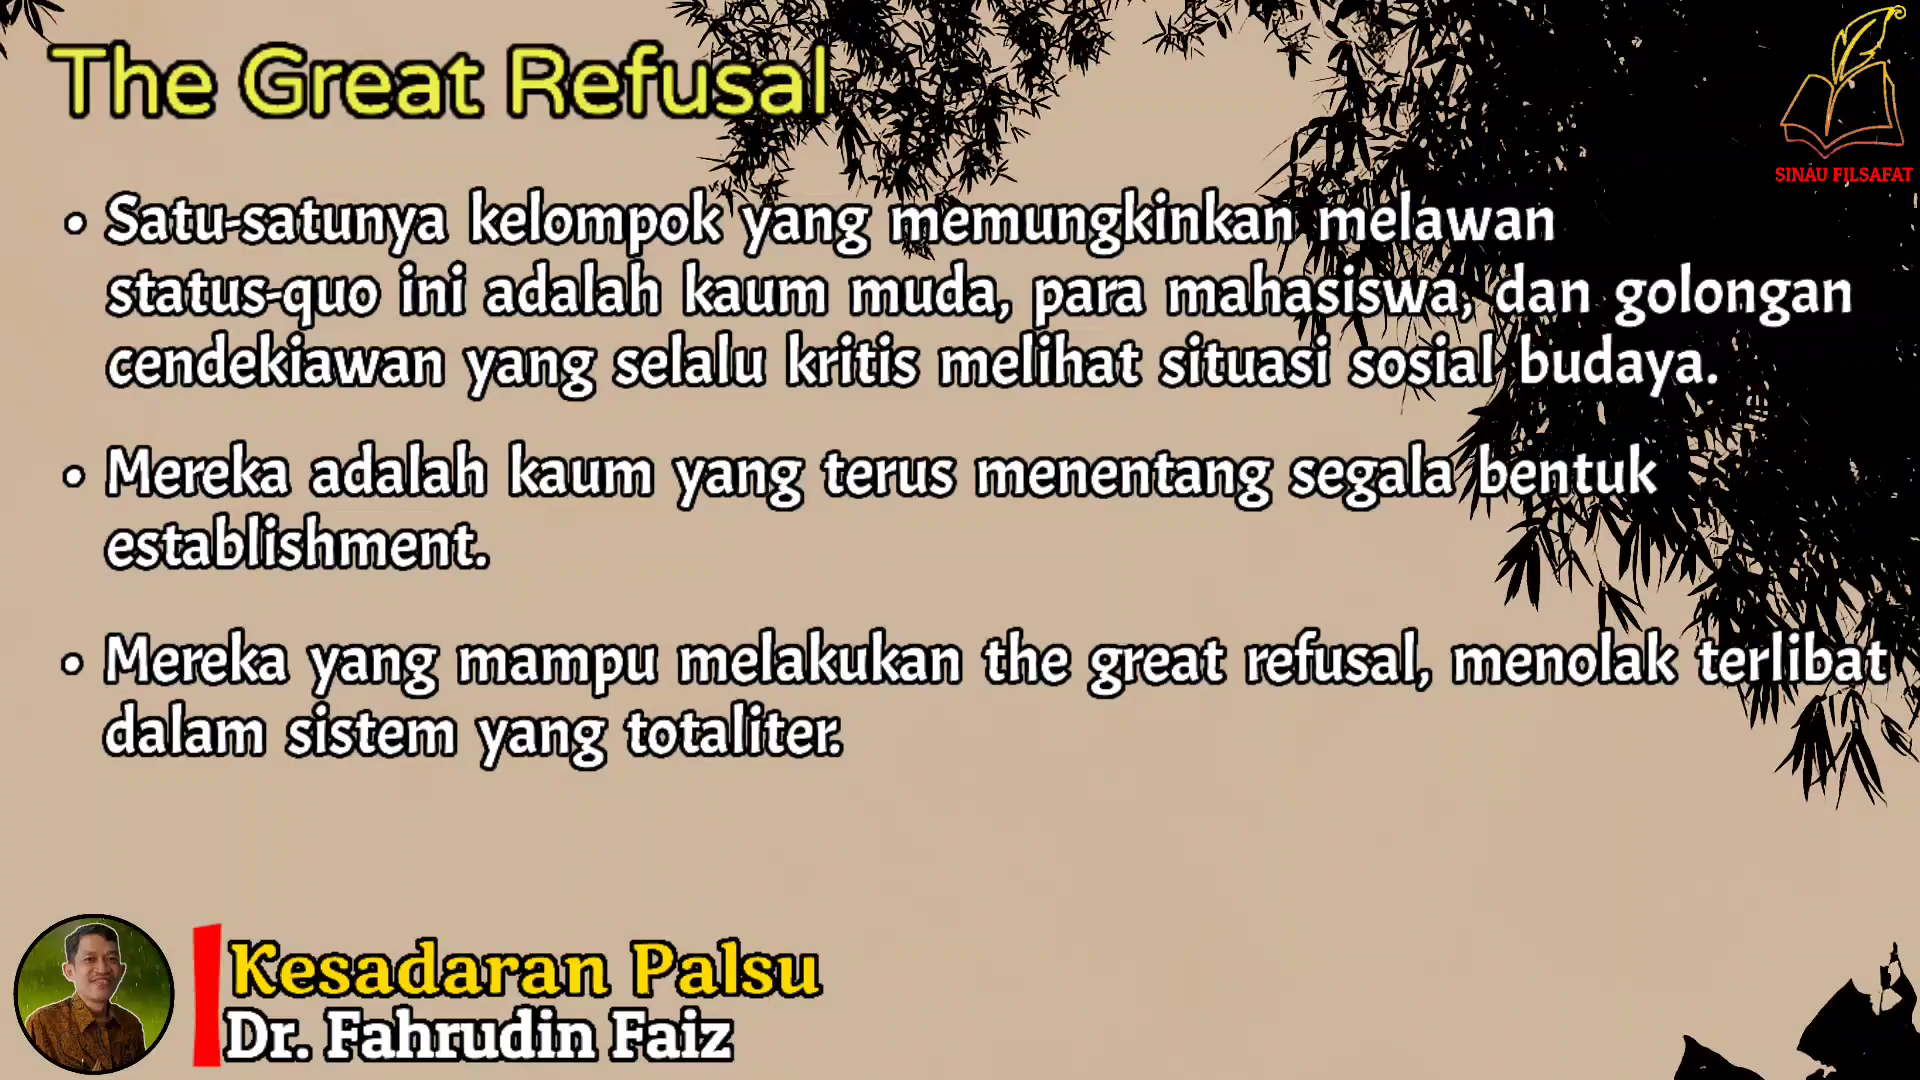 The Great Refusal
SINAU FILSAFAT
• Satu-satunya kelompok yang memungkinkan melawan
status-quo ini adalah kaum muda, para mahasiswa, dan golongan
cendekiawan yang selalu kritis melihat situasi sosial budaya.
• Mereka adalah kaum yang terus menentang segala bentuk
establishment.
• Mereka yang mampu melakukan the great refusal, menolak terlibat
dalam sistem yang totaliter.
Kesadaran Palsu
Dr. Fahrudin Faiz